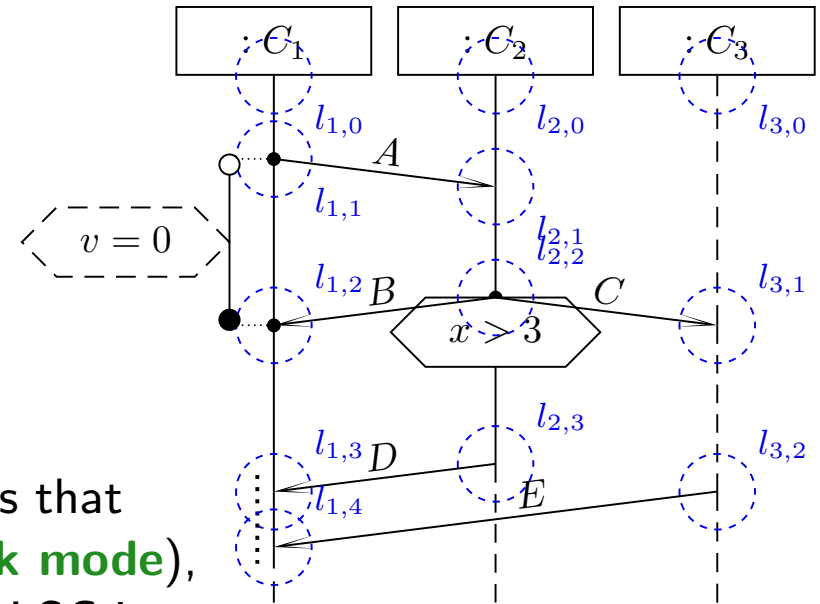 : C₁ : C₂ : C₃
l₁,₀ l₂,₀ l₃,₀
A
l₁,₁
l₂,₁
v = 0
l₂,₂
l₁,₂ B C l₃,₁
x > 3
l₂,₃
l₁,₃ D l₃,₂
s that l₁,₄ E
k mode),